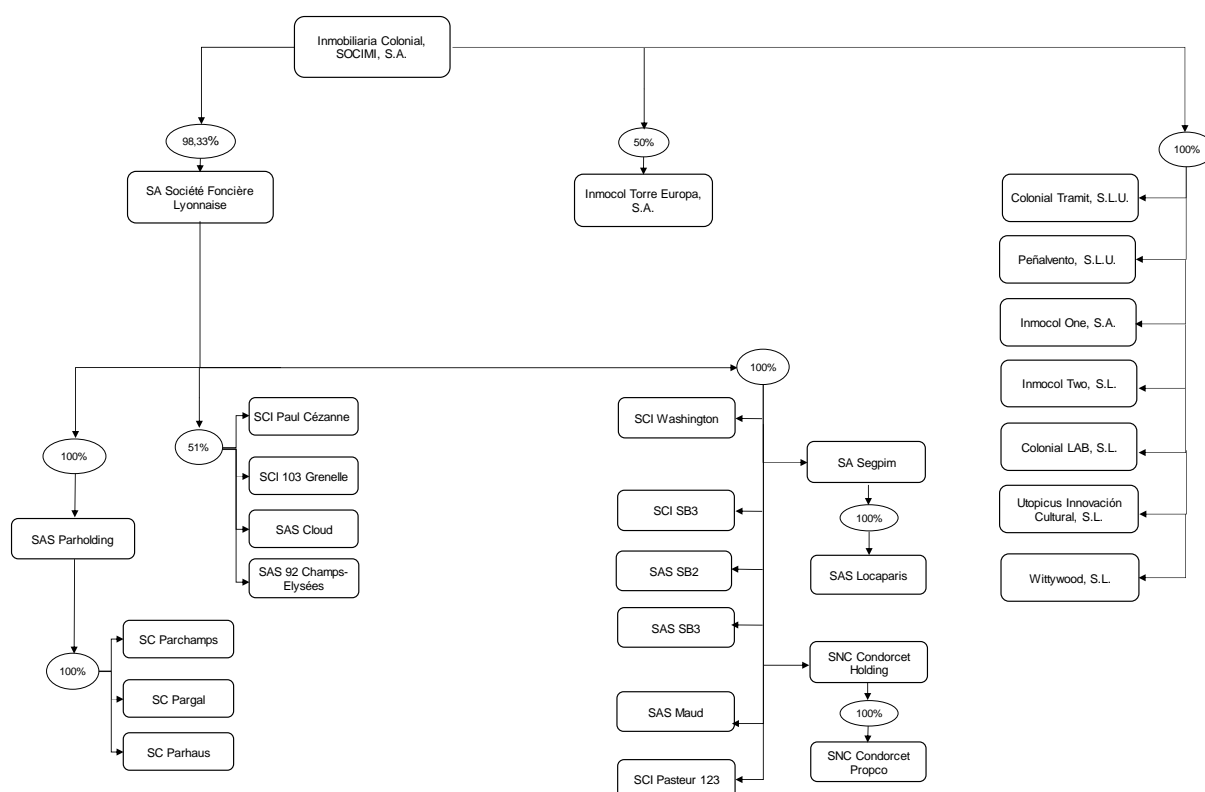 Inmobiliaria Colonial,
SOCIMI, S.A.
98,33%
50%
100%
SA Société Foncière
Lyonnaise
Inmocol Torre Europa,
S.A.
Colonial Tramit, S.L.U.
Peñalvento, S.L.U.
Inmocol One, S.A.
Inmocol Two, S.L.
Colonial LAB, S.L.
Utopicus Innovación
Cultural, S.L.
Wittywood, S.L.
100%
51%
100%
SCI Paul Cézanne
SCI 103 Grenelle
SAS Cloud
SAS 92 Champs-
Elysées
SAS Parholding
100%
SC Parchamps
SC Pargal
SC Parhaus
SCI Washington
SCI SB3
SAS SB2
SAS SB3
SAS Maud
SCI Pasteur 123
SA Segpim
100%
SAS Locaparis
SNC Condorcet
Holding
100%
SNC Condorcet
Propco